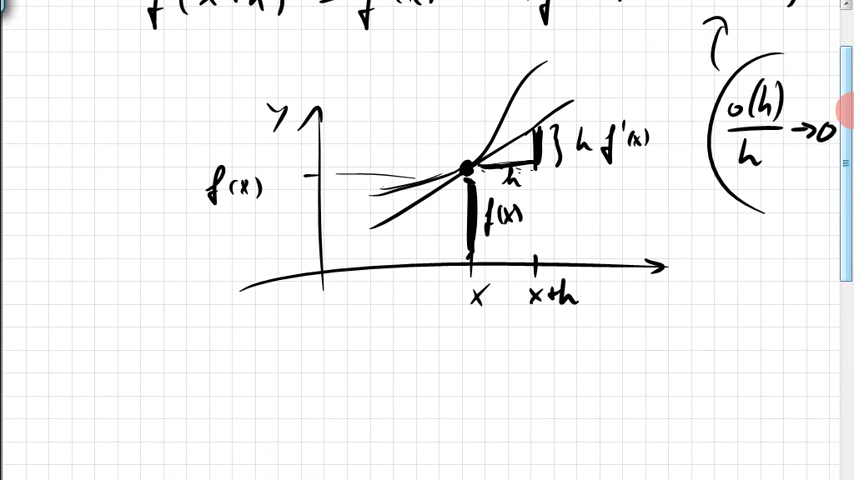 y
o(h)
h
→0
h f'(x)
f(x)
h
f(x)
x
x+h